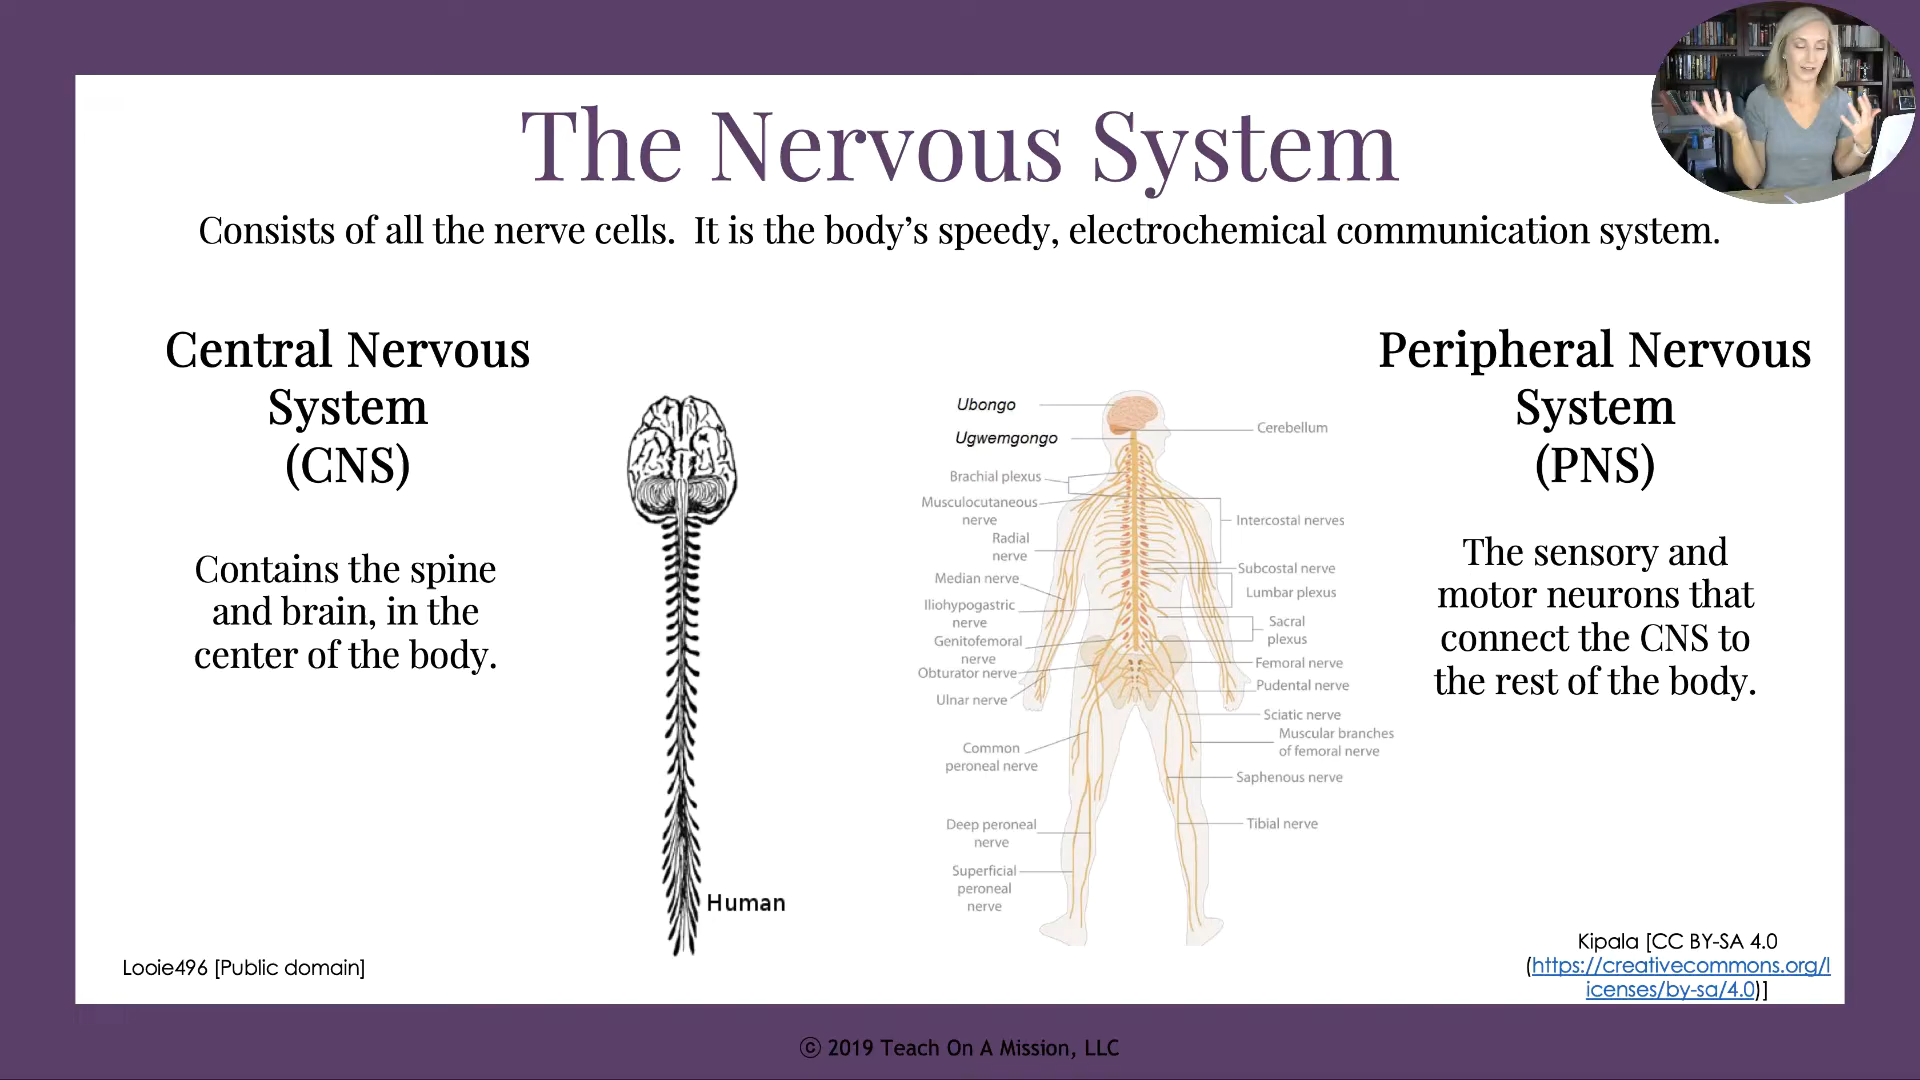 The Nervous System
Consists of all the nerve cells.  It is the body’s speedy, electrochemical communication system.
Central Nervous
System
(CNS)
Contains the spine
and brain, in the
center of the body.
Human
Looie496 [Public domain]
Ubongo
Ugwemgongo
Brachial plexus
Musculocutaneous
nerve
Radial
nerve
Median nerve
Iliohypogastric
nerve
Genitofemoral
nerve
Obturator nerve
Ulnar nerve
Common
peroneal nerve
Deep peroneal
nerve
Superficial
peroneal
nerve
Cerebellum
Intercostal nerves
Subcostal nerve
Lumbar plexus
Sacral
plexus
Femoral nerve
Pudental nerve
Sciatic nerve
Muscular branches
of femoral nerve
Saphenous nerve
Tibial nerve
Peripheral Nervous
System
(PNS)
The sensory and
motor neurons that
connect the CNS to
the rest of the body.
Kipala [CC BY-SA 4.0
(https://creativecommons.org/l
icenses/by-sa/4.0)]
© 2019 Teach On A Mission, LLC